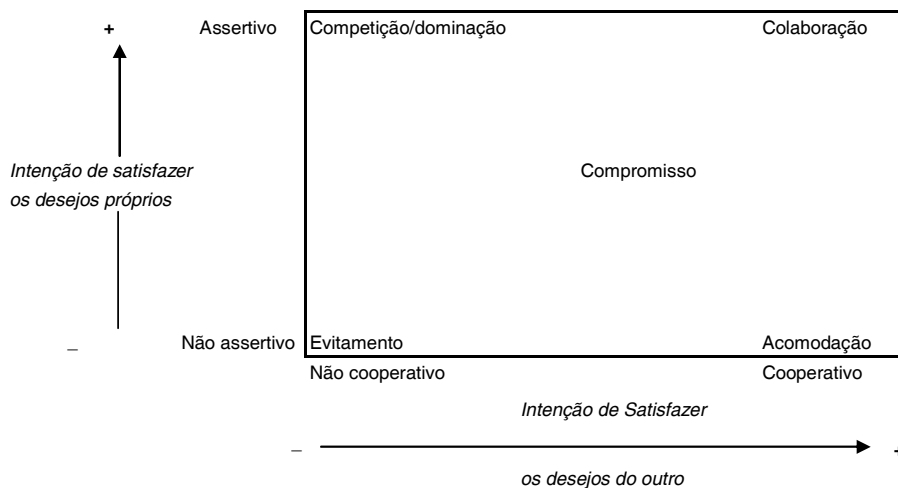 + Assertivo Competição/dominação Colaboração
Intenção de satisfazer Compromisso
os desejos próprios
_ Não assertivo Evitamento Acomodação
Não cooperativo Cooperativo
Intenção de Satisfazer
_ +
os desejos do outro